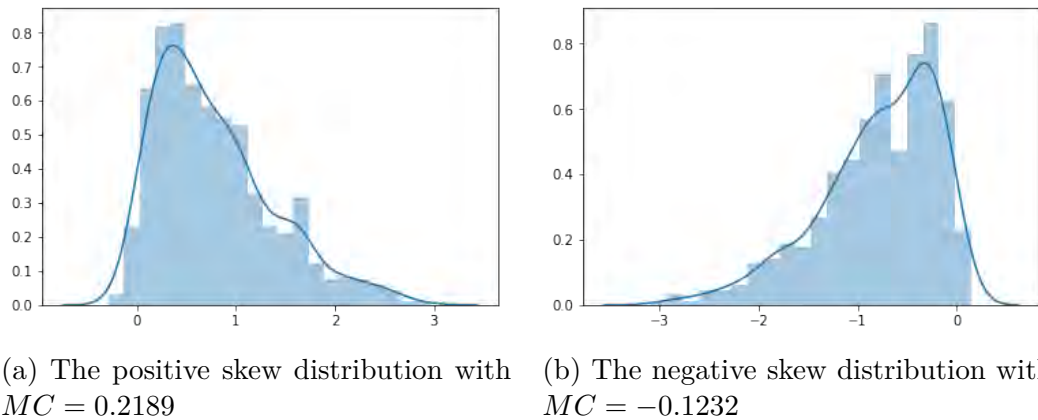 0.8
0.7
0.6
0.5
0.4
0.3
0.2
0.1
0.0
0 1 2 3
0.8
0.6
0.4
0.2
0.0
−3 −2 −1 0
(a) The positive skew distribution with
MC = 0.2189
(b) The negative skew distribution wit
MC = −0.1232